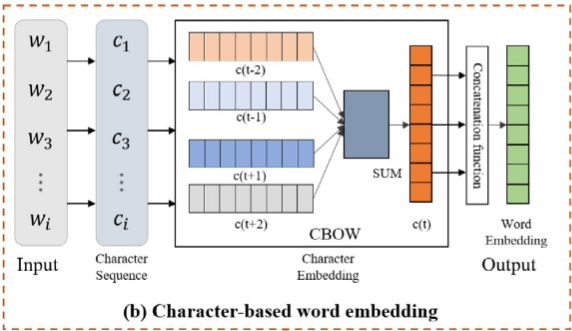 w1
w2
w3
⋮
wi
Input
c1
c2
c3
⋮
ci
Character
Sequence
c(t-2)
c(t-1)
c(t+1)
c(t+2)
SUM
CBOW
Character
Embedding
c(t)
Concatenation function
Word
Embedding
Output
(b) Character-based word embedding